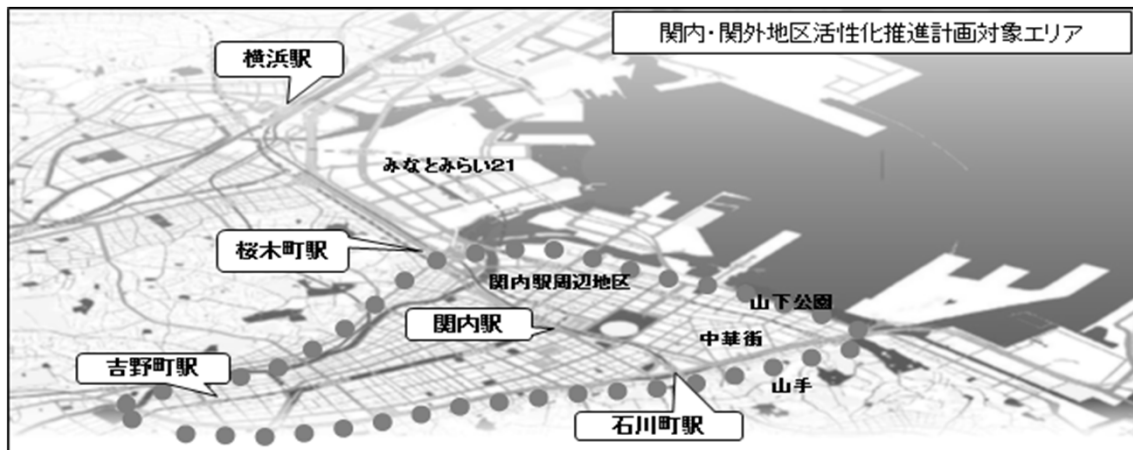 関内・関外地区活性化推進計画対象エリア
横浜駅
みなとみらい21
桜木町駅
関内駅周辺地区
山下公園
関内駅
中華街
吉野町駅
山手
石川町駅